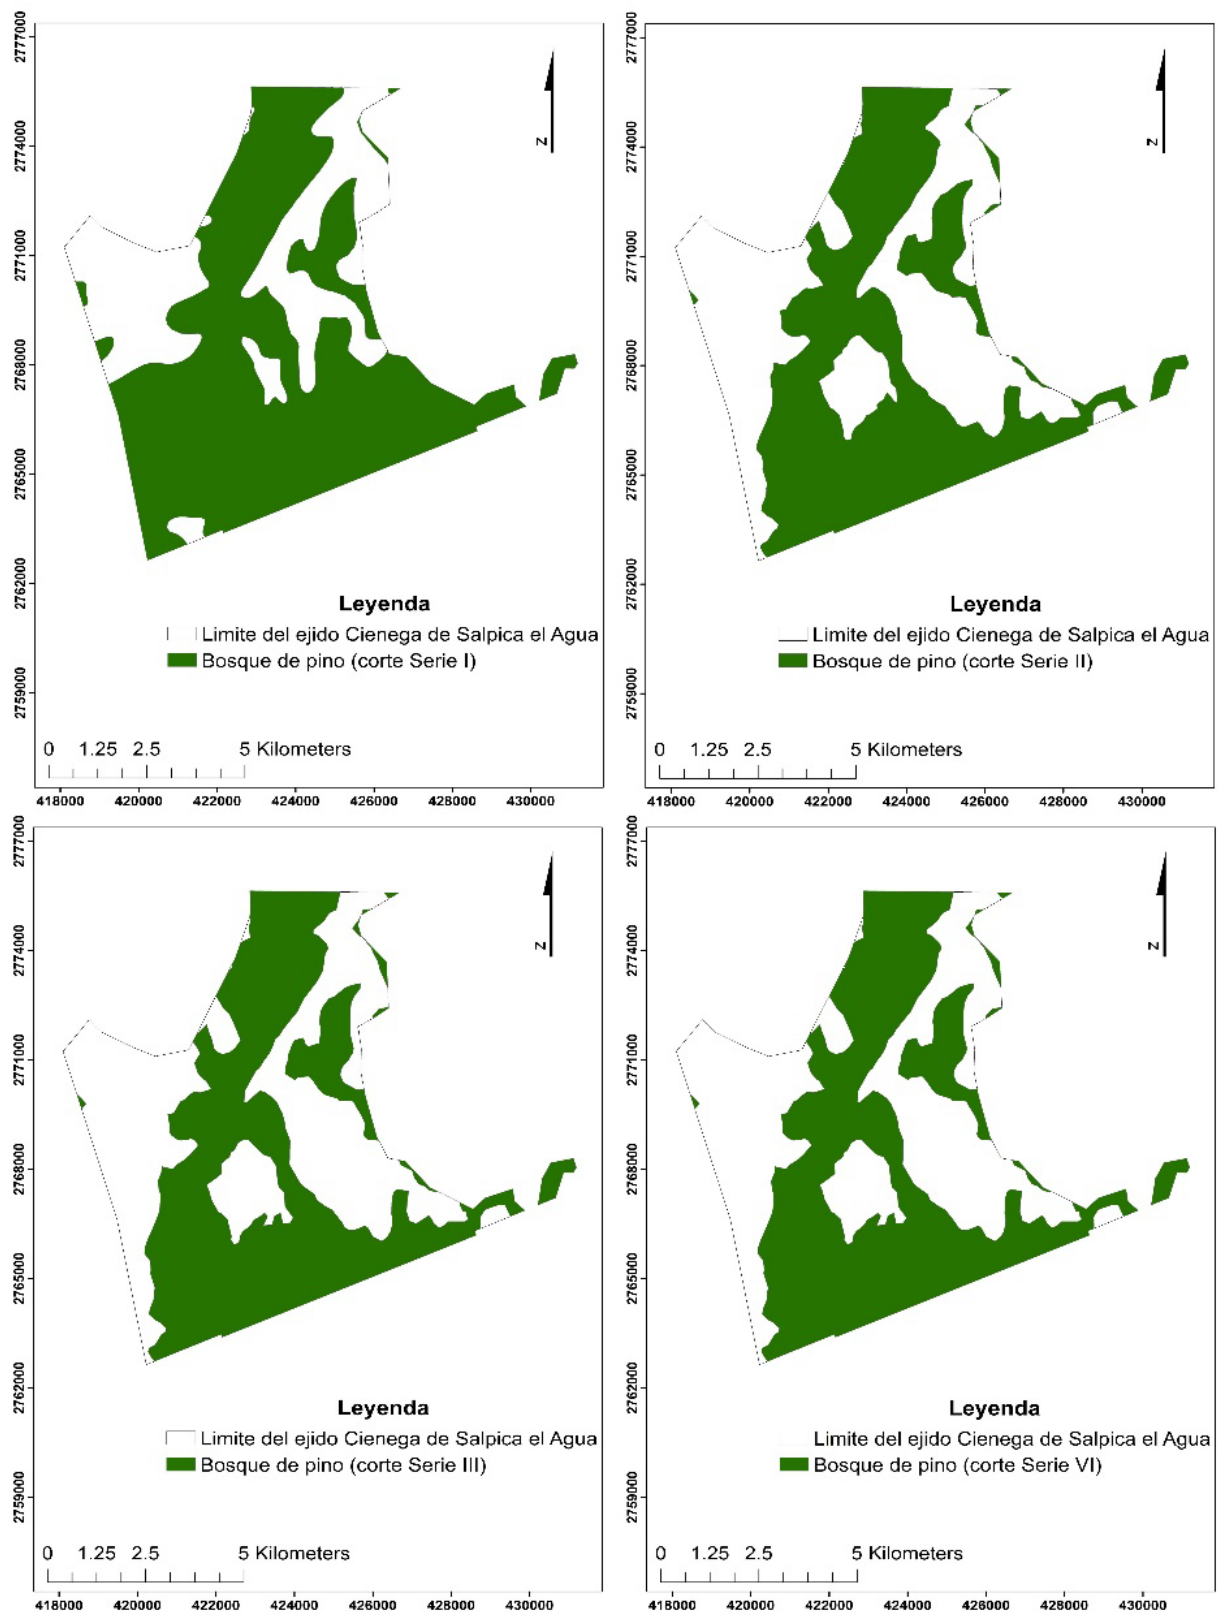 2777000
2774000
2771000
2768000
2765000
2762000
2759000
N
Leyenda
Limite del ejido Cienega de Salpica el Agua
Bosque de pino (corte Serie I)
0 1.25 2.5 5 Kilometers
418000 420000 422000 424000 426000 428000 430000
2777000
2774000
2771000
2768000
2765000
2762000
2759000
N
Leyenda
Limite del ejido Cienega de Salpica el Agua
Bosque de pino (corte Serie II)
0 1.25 2.5 5 Kilometers
418000 420000 422000 424000 426000 428000 430000
2777000
2774000
2771000
2768000
2765000
2762000
2759000
N
Leyenda
Limite del ejido Cienega de Salpica el Agua
Bosque de pino (corte Serie III)
0 1.25 2.5 5 Kilometers
418000 420000 422000 424000 426000 428000 430000
2777000
2774000
2771000
2768000
2765000
2762000
2759000
N
Leyenda
Limite del ejido Cienega de Salpica el Agua
Bosque de pino (corte Serie VI)
0 1.25 2.5 5 Kilometers
418000 420000 422000 424000 426000 428000 430000